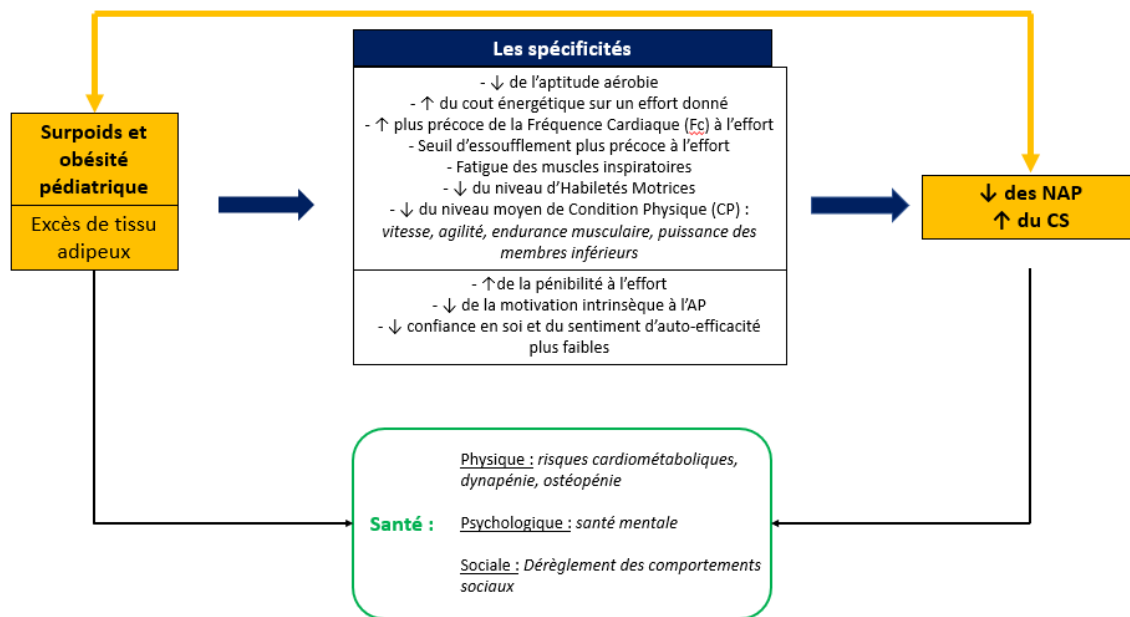 Les spécificités
- ↓ de l'aptitude aérobie
- ↑ du cout énergétique sur un effort donné
- ↑ plus précoce de la Fréquence Cardiaque (Fc) à l'effort
- Seuil d'essoufflement plus précoce à l'effort
- Fatigue des muscles inspiratoires
- ↓ du niveau d'Habiletés Motrices
- ↓ du niveau moyen de Condition Physique (CP) :
vitesse, agilité, endurance musculaire, puissance des
membres inférieurs
- ↑de la pénibilité à l'effort
- ↓ de la motivation intrinsèque à l'AP
- ↓ confiance en soi et du sentiment d'auto-efficacité
plus faibles
Surpoids et
obésité
pédiatrique
Excès de tissu
adipeux
↓ des NAP
↑ du CS
Santé :
Physique : risques cardiométaboliques,
dynapénie, ostéopénie
Psychologique : santé mentale
Sociale : Dérèglement des comportements
sociaux